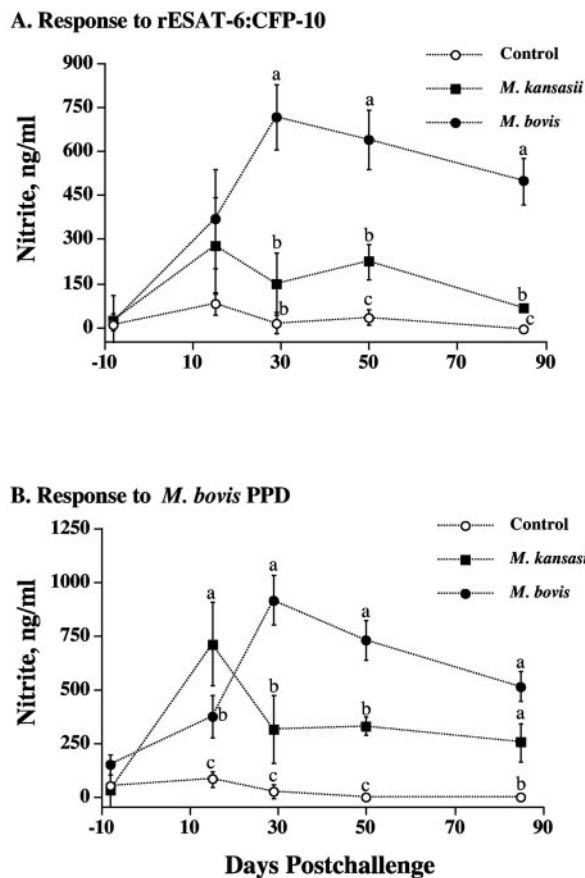 A. Response to rESAT-6:CFP-10
Control
M. kansasii
M. bovis
900
750
600
450
300
150
0
Nitrite, ng/ml
a
a
a
b
b
b
b
c
c
-10
10
30
50
70
90
B. Response to M. bovis PPD
Control
M. kansasi
M. bovis
1250
1000
750
500
250
0
Nitrite, ng/ml
a
a
a
a
b
b
b
a
c
c
c
b
-10
10
30
50
70
90
Days Postchallenge